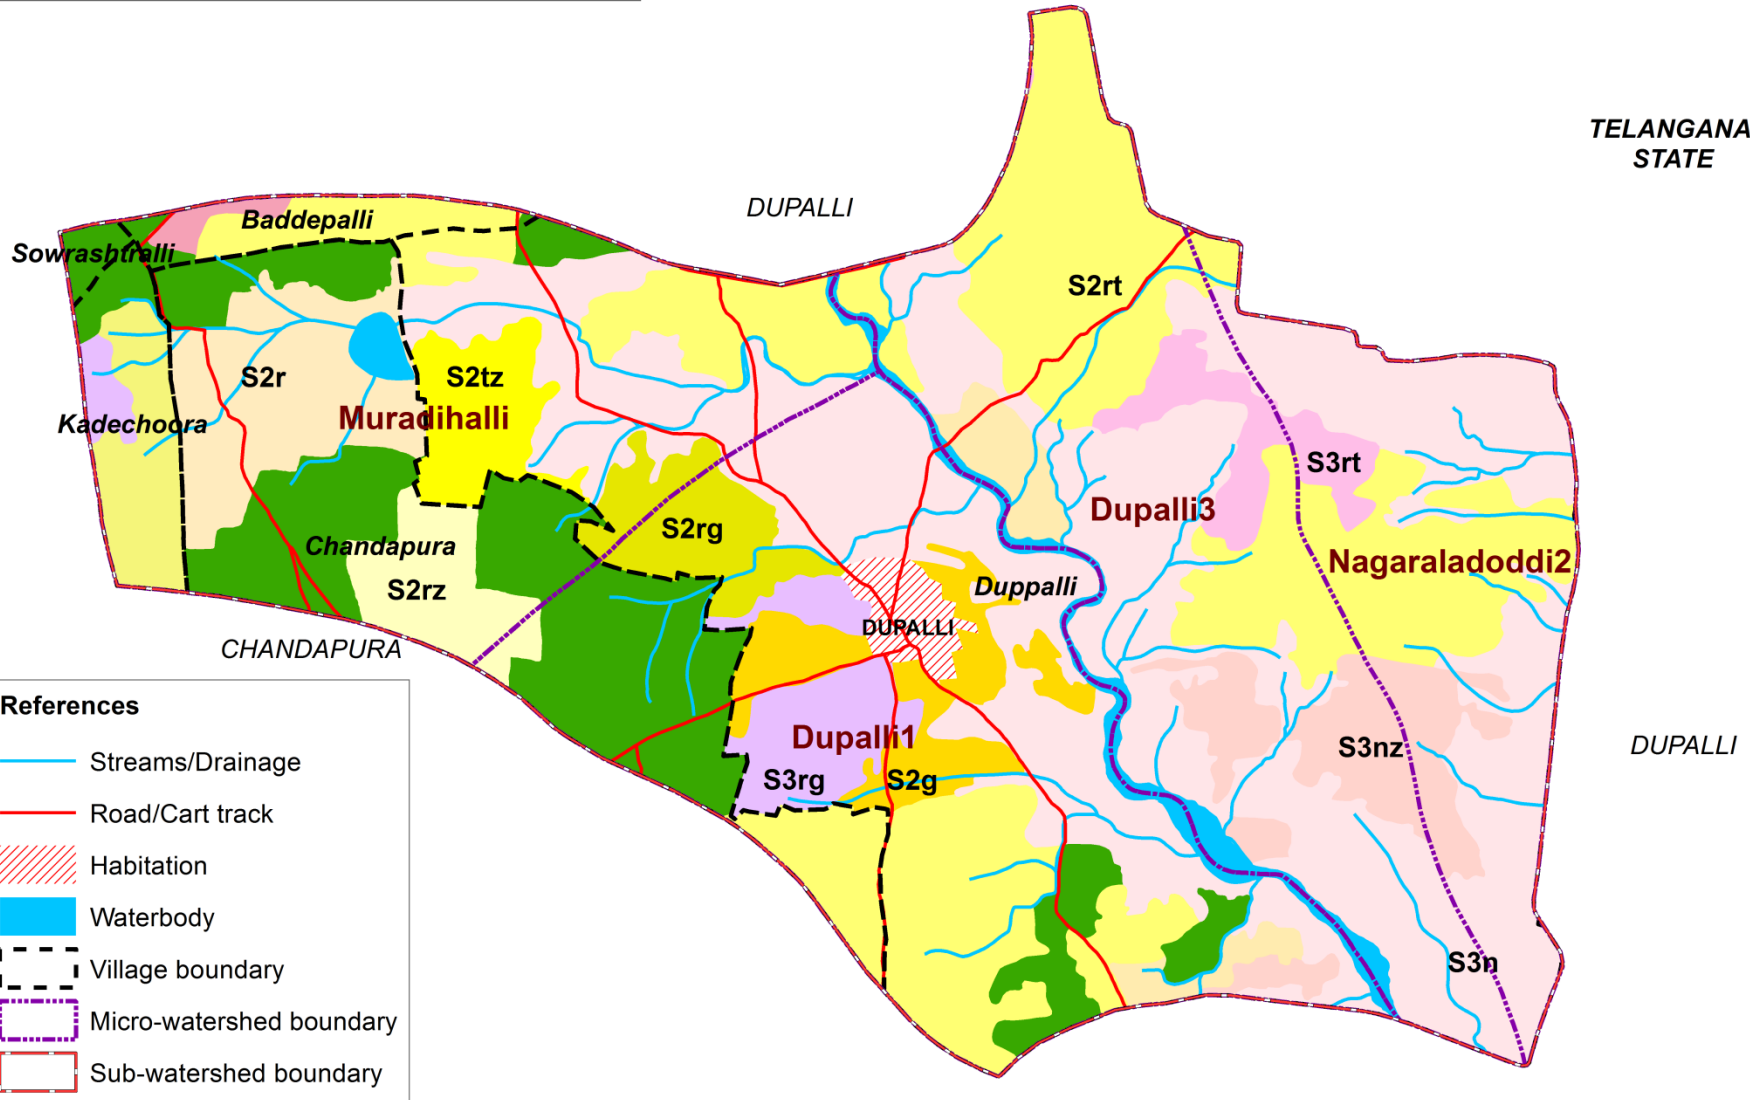 TELANGANA
STATE
DUPALLI
Baddepalli
Sowrashtralli
S2rt
S2r
S2tz
Muradihalli
Kadechoora
S3rt
Dupalli3
S2rg
Chandapura
Nagaraladoddi2
S2rz
Duppalli
DUPALLI
CHANDAPURA
Dupalli1
S3nz
DUPALLI
S3rg
S2g
S3n
References
Streams/Drainage
Road/Cart track
Habitation
Waterbody
Village boundary
Micro-watershed boundary
Sub-watershed boundary